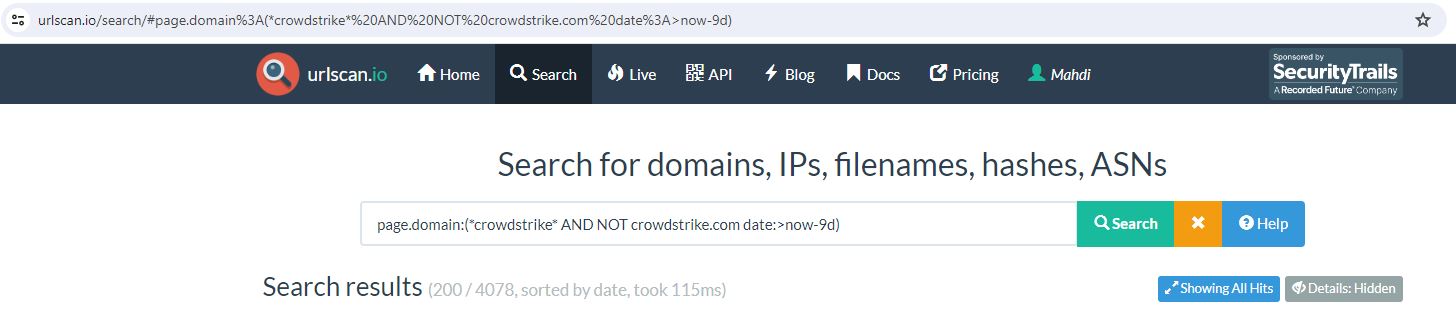 urlscan.io/search/#page.domain%3A(*crowdstrike*%20AND%20NOT%20crowdstrike.com%20date%3A>now-9d)
urlscan.io Home Search Live API Blog Docs Pricing Mahdi
Sponsored by
SecurityTrails
A Recorded Future® Company
Search for domains, IPs, filenames, hashes, ASNs
page.domain:(*crowdstrike* AND NOT crowdstrike.com date:>now-9d) Search Help
Search results (200 / 4078, sorted by date, took 115ms) Showing All Hits Details: Hidden